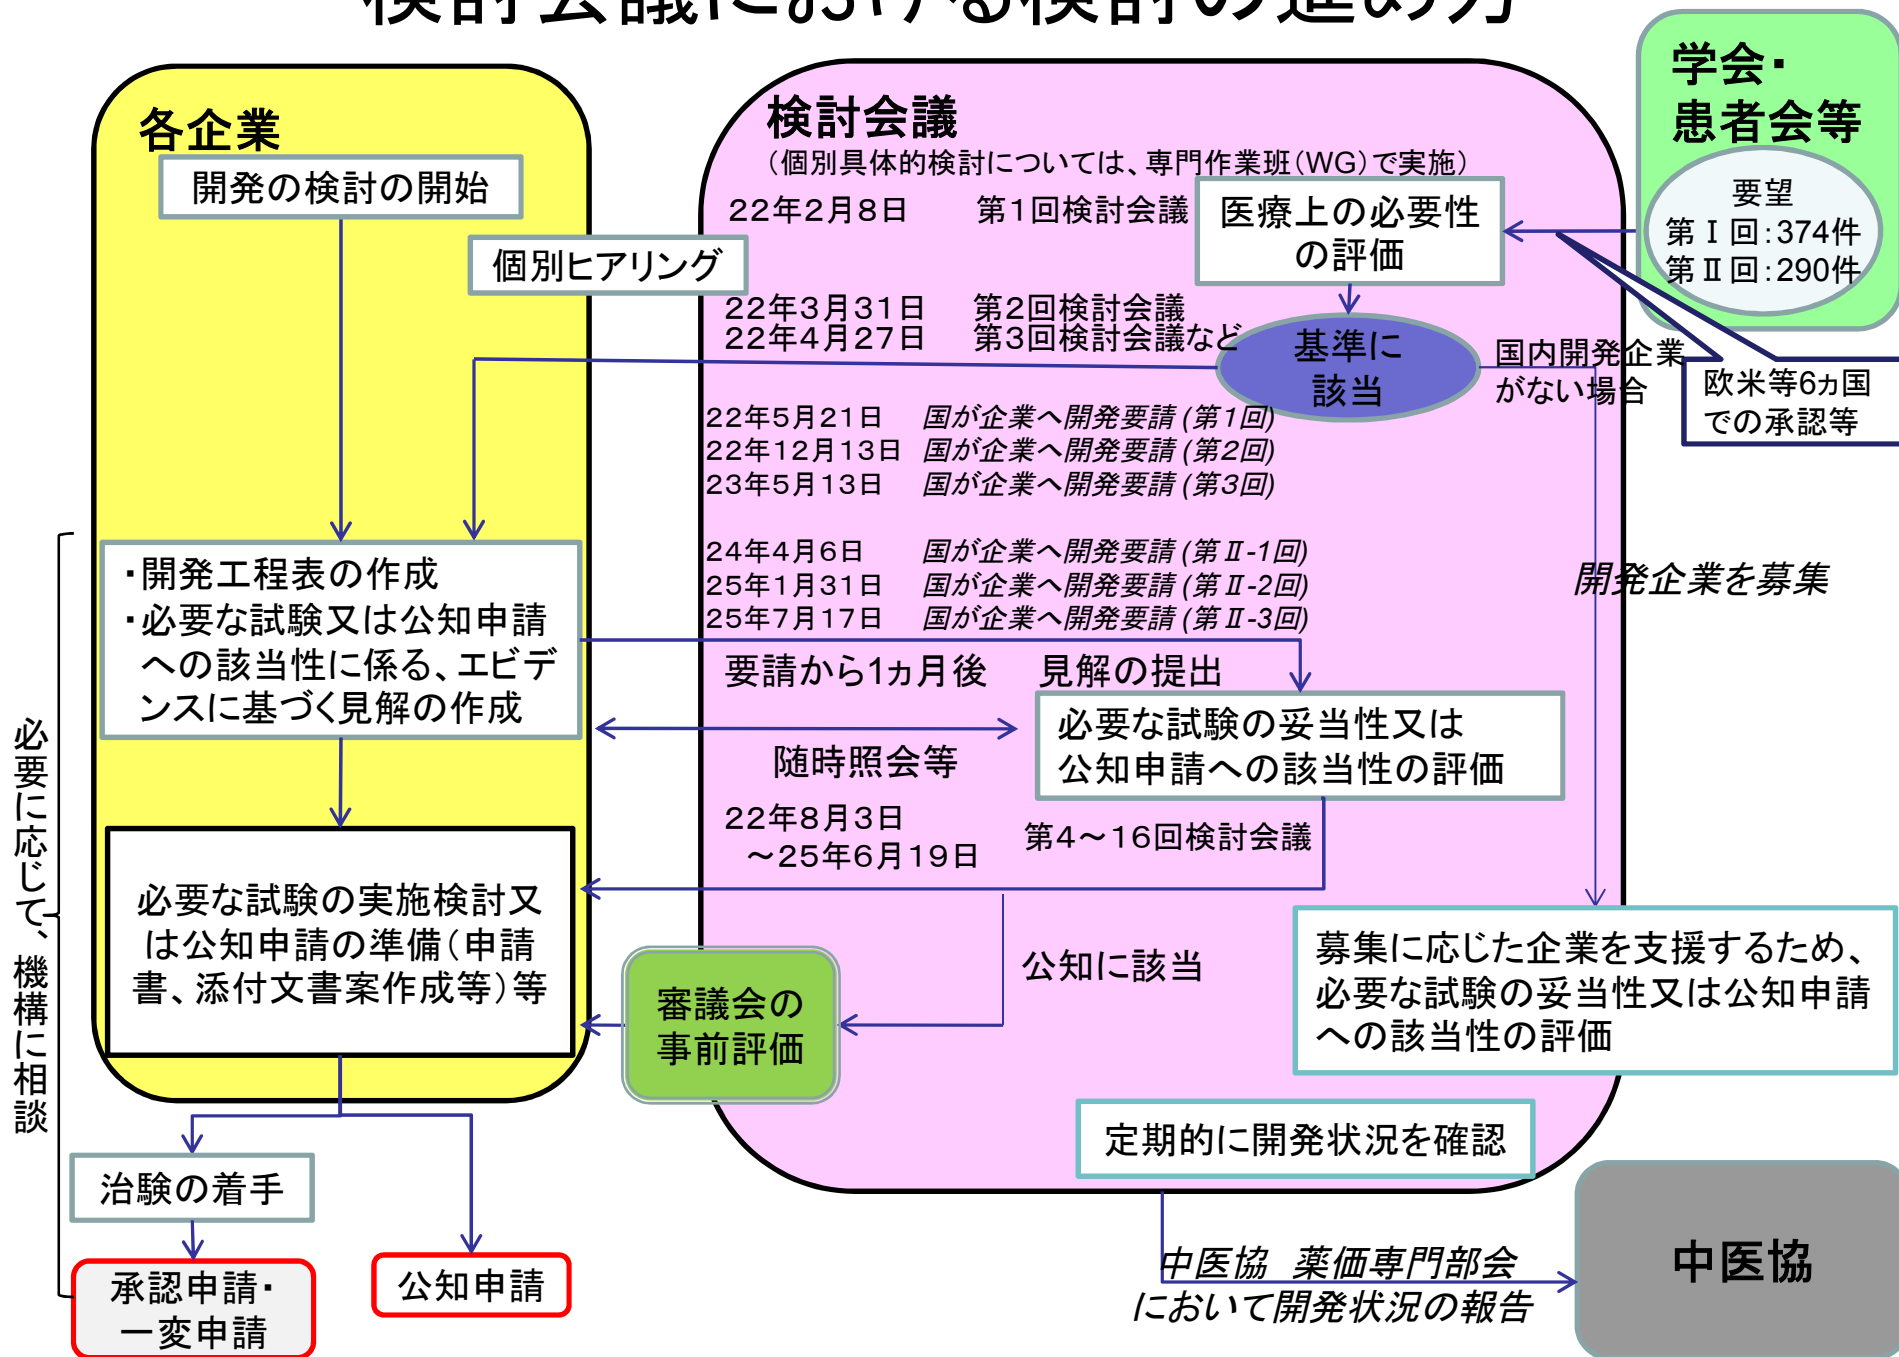 検討会議における検討の進め方
学会・
患者会等
要望
第Ⅰ回:374件
第Ⅱ回:290件
各企業
開発の検討の開始
検討会議
（個別具体的検討については、専門作業班（WG）で実施）
22年2月8日 第1回検討会議
医療上の必要性
の評価
個別ヒアリング
22年3月31日 第2回検討会議
22年4月27日 第3回検討会議など
基準に
該当
国内開発企業
がない場合
欧米等6ヵ国
での承認等
22年5月21日 国が企業へ開発要請 (第1回)
22年12月13日 国が企業へ開発要請 (第2回)
23年5月13日 国が企業へ開発要請 (第3回)
24年4月6日 国が企業へ開発要請 (第Ⅱ-1回)
25年1月31日 国が企業へ開発要請 (第Ⅱ-2回)
25年7月17日 国が企業へ開発要請 (第Ⅱ-3回)
開発企業を募集
・開発工程表の作成
・必要な試験又は公知申請
への該当性に係る、エビデ
ンスに基づく見解の作成
要請から1ヵ月後 見解の提出
必要な試験の妥当性又は
公知申請への該当性の評価
随時照会等
22年8月3日
～25年6月19日
第4～16回検討会議
必要に応じて、機構に相談
必要な試験の実施検討又
は公知申請の準備（申請
書、添付文書案作成等）等
公知に該当
審議会の
事前評価
募集に応じた企業を支援するため、
必要な試験の妥当性又は公知申請
への該当性の評価
定期的に開発状況を確認
治験の着手
承認申請・
一変申請
公知申請
中医協 薬価専門部会
において開発状況の報告
中医協